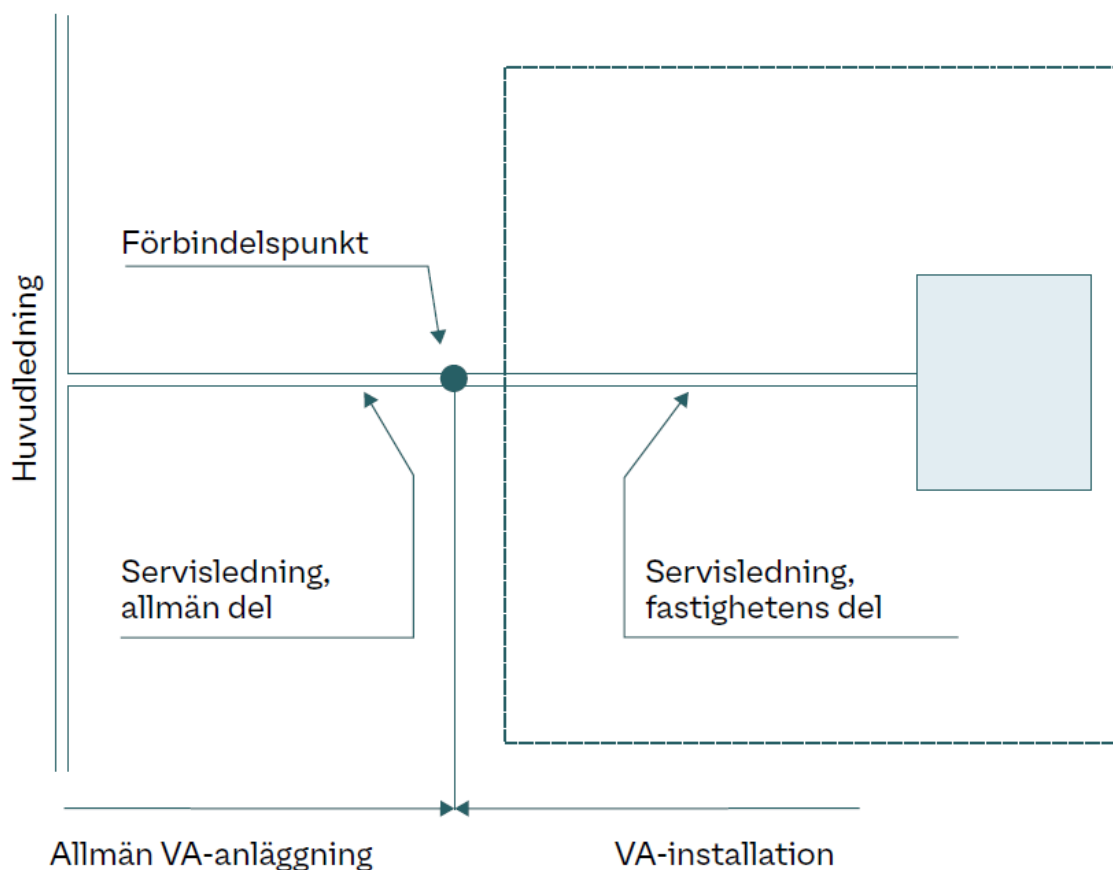 Förbindelspunkt
Huvudledning
Servisledning,
allmän del
Servisledning,
fastighetens del
Allmän VA-anläggning
VA-installation